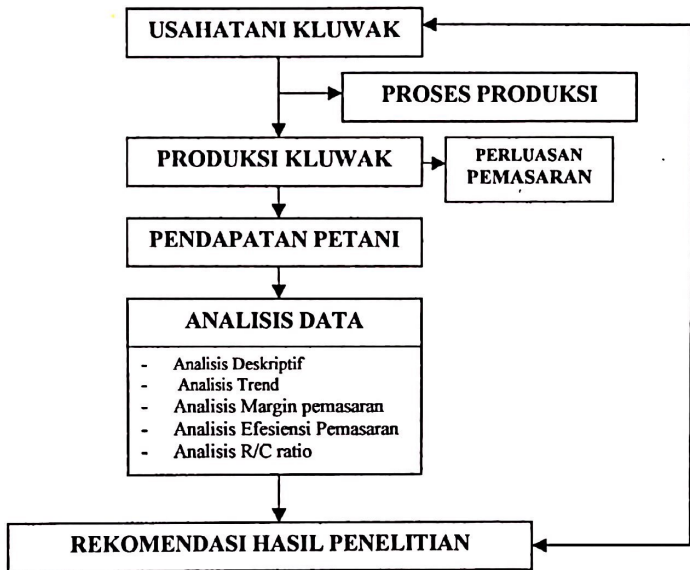 USAHATANI KLUWAK
PROSES PRODUKSI
PRODUKSI KLUWAK
PERLUASAN
PEMASARAN
PENDAPATAN PETANI
ANALISIS DATA
- Analisis Deskriptif
- Analisis Trend
- Analisis Margin pemasaran
- Analisis Efesiensi Pemasaran
- Analisis R/C ratio
REKOMENDASI HASIL PENELITIAN